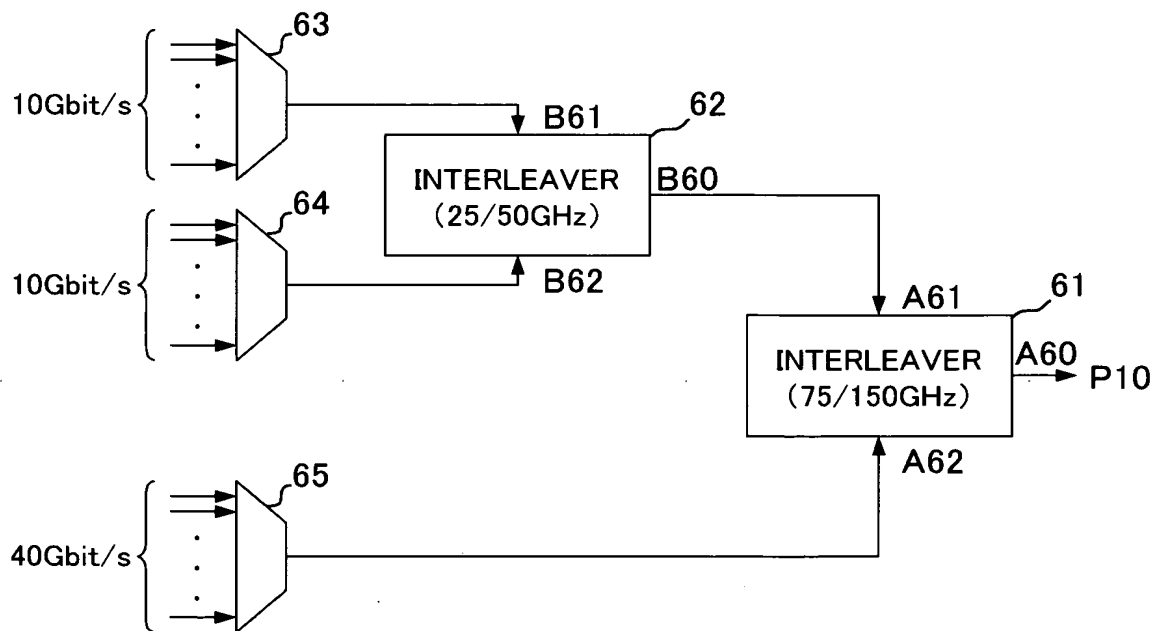 63
10Gbit/s
B61
62
INTERLEAVER
(25/50GHz)
B60
64
10Gbit/s
B62
A61
61
INTERLEAVER
(75/150GHz)
A60
P10
A62
65
40Gbit/s